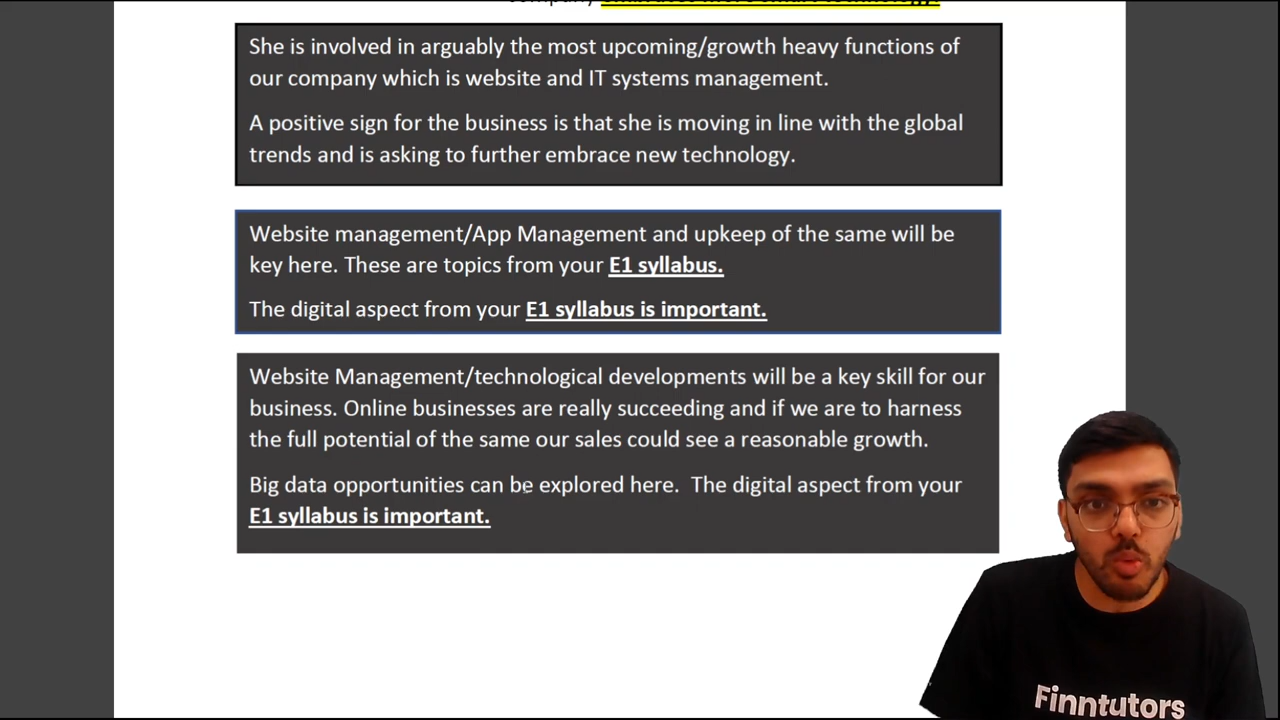 She is involved in arguably the most upcoming/growth heavy functions of
our company which is website and IT systems management.
A positive sign for the business is that she is moving in line with the global
trends and is asking to further embrace new technology.
Website management/App Management and upkeep of the same will be
key here. These are topics from your E1 syllabus.
The digital aspect from your E1 syllabus is important.
Website Management/technological developments will be a key skill for our
business. Online businesses are really succeeding and if we are to harness
the full potential of the same our sales could see a reasonable growth.
Big data opportunities can be explored here. The digital aspect from your
E1 syllabus is important.
Finntutors